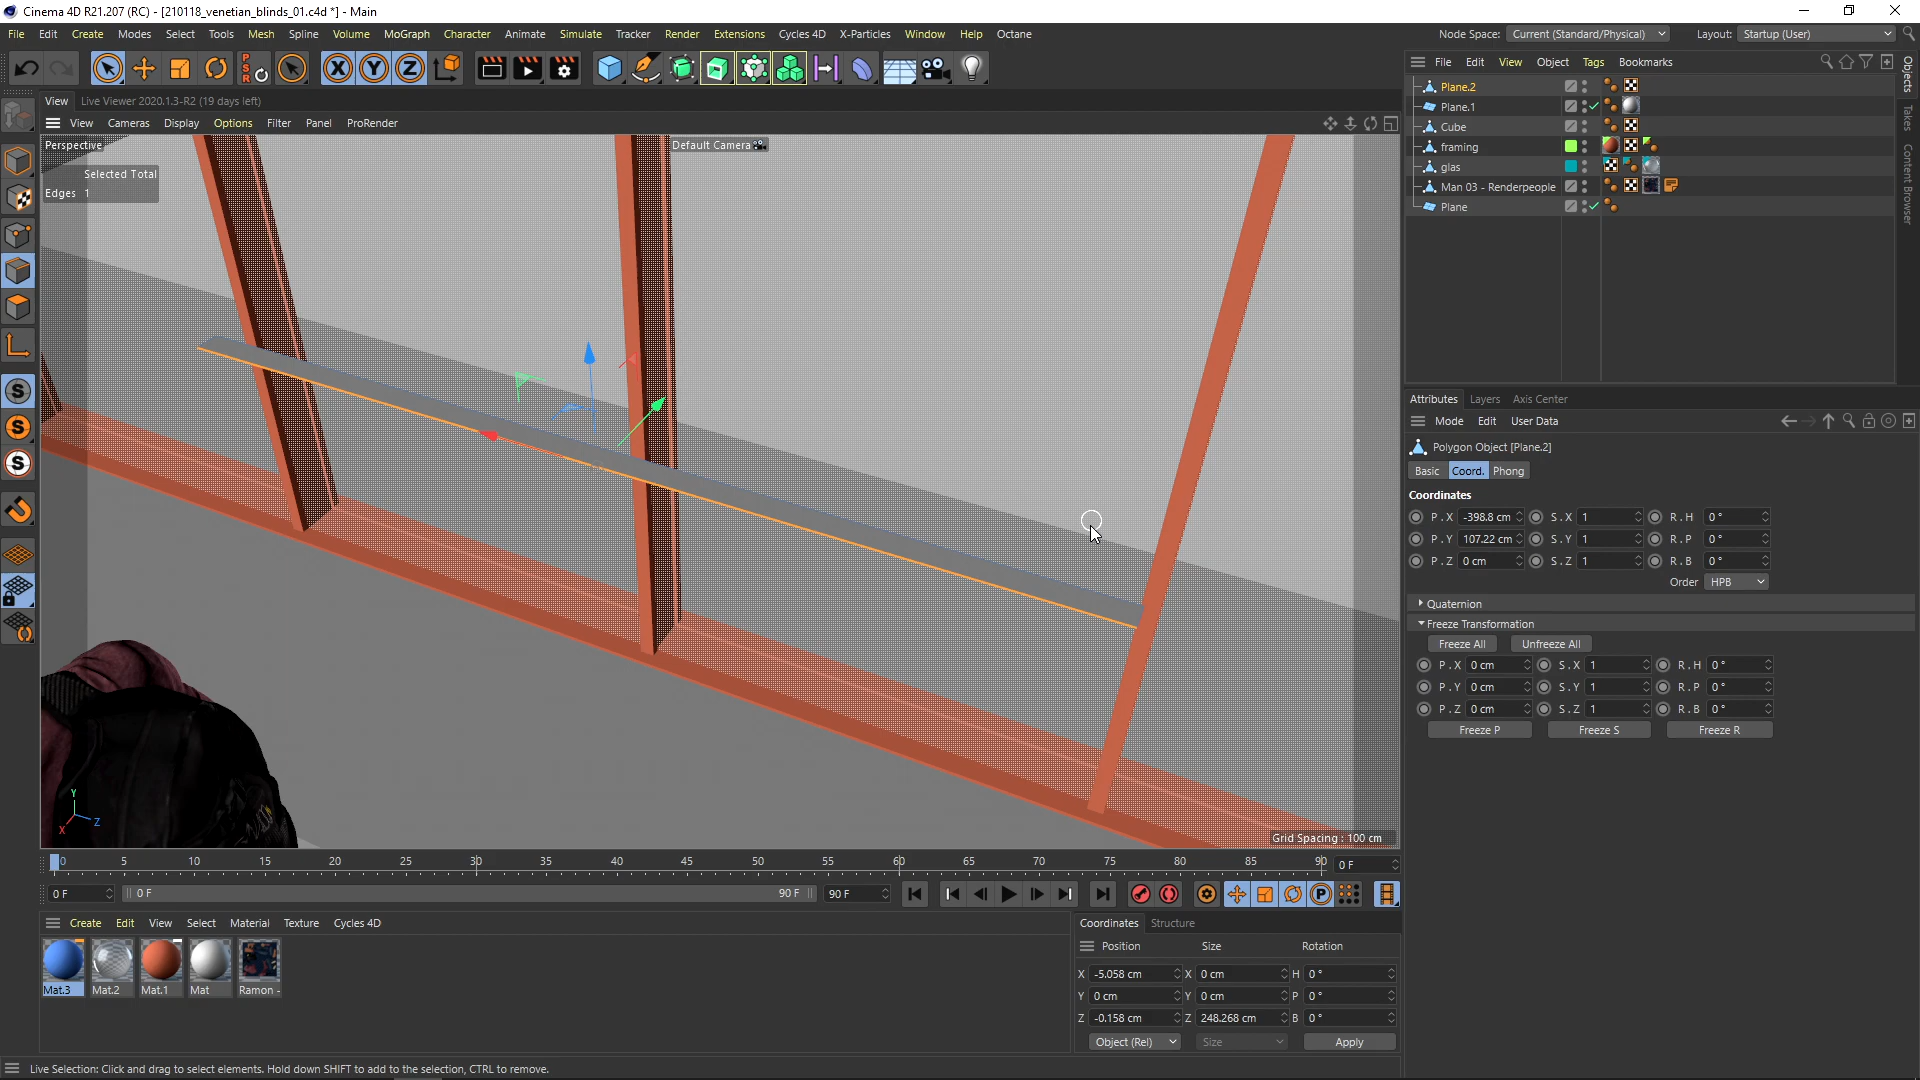 Cinema 4D R21.207 (RC) - [210118_venetian_blinds_01.c4d *] - Main
File Edit Create Modes Select Tools Mesh Spline Volume MoGraph Character Animate Simulate Tracker Render Extensions Cycles 4D X-Particles Window Help Octane
Node Space: Current (Standard/Physical) Layout: Startup (User)
PSR X Y Z
File Edit View Object Tags Bookmarks
View Live Viewer 2020.1.3-R2 (19 days left)
View Cameras Display Options Filter Panel ProRender
Perspective Default Camera
Selected Total
Edges 1
Plane.2
Plane.1
Cube
framing
glas
Man 03 - Renderpeople
Plane
Objects
Takes
Content Browser
Attributes Layers Axis Center
Mode Edit User Data
Polygon Object [Plane.2]
Basic Coord. Phong
Coordinates
P . X -398.8 cm S . X 1 R . H 0°
P . Y 107.22 cm S . Y 1 R . P 0°
P . Z 0 cm S . Z 1 R . B 0°
Order HPB
Quaternion
Freeze Transformation
Freeze All Unfreeze All
P . X 0 cm S . X 1 R . H 0°
P . Y 0 cm S . Y 1 R . P 0°
P . Z 0 cm S . Z 1 R . B 0°
Freeze P Freeze S Freeze R
Y
X Z
Grid Spacing : 100 cm
0 5 10 15 20 25 30 35 40 45 50 55 60 65 70 75 80 85 90 0 F
0 F 0 F 90 F 90 F
Create Edit View Select Material Texture Cycles 4D
Mat.3 Mat.2 Mat.1 Mat Ramon -
Coordinates Structure
Position Size Rotation
X -5.058 cm X 0 cm H 0°
Y 0 cm Y 0 cm P 0°
Z -0.158 cm Z 248.268 cm B 0°
Object (Rel) Size Apply
Live Selection: Click and drag to select elements. Hold down SHIFT to add to the selection, CTRL to remove.